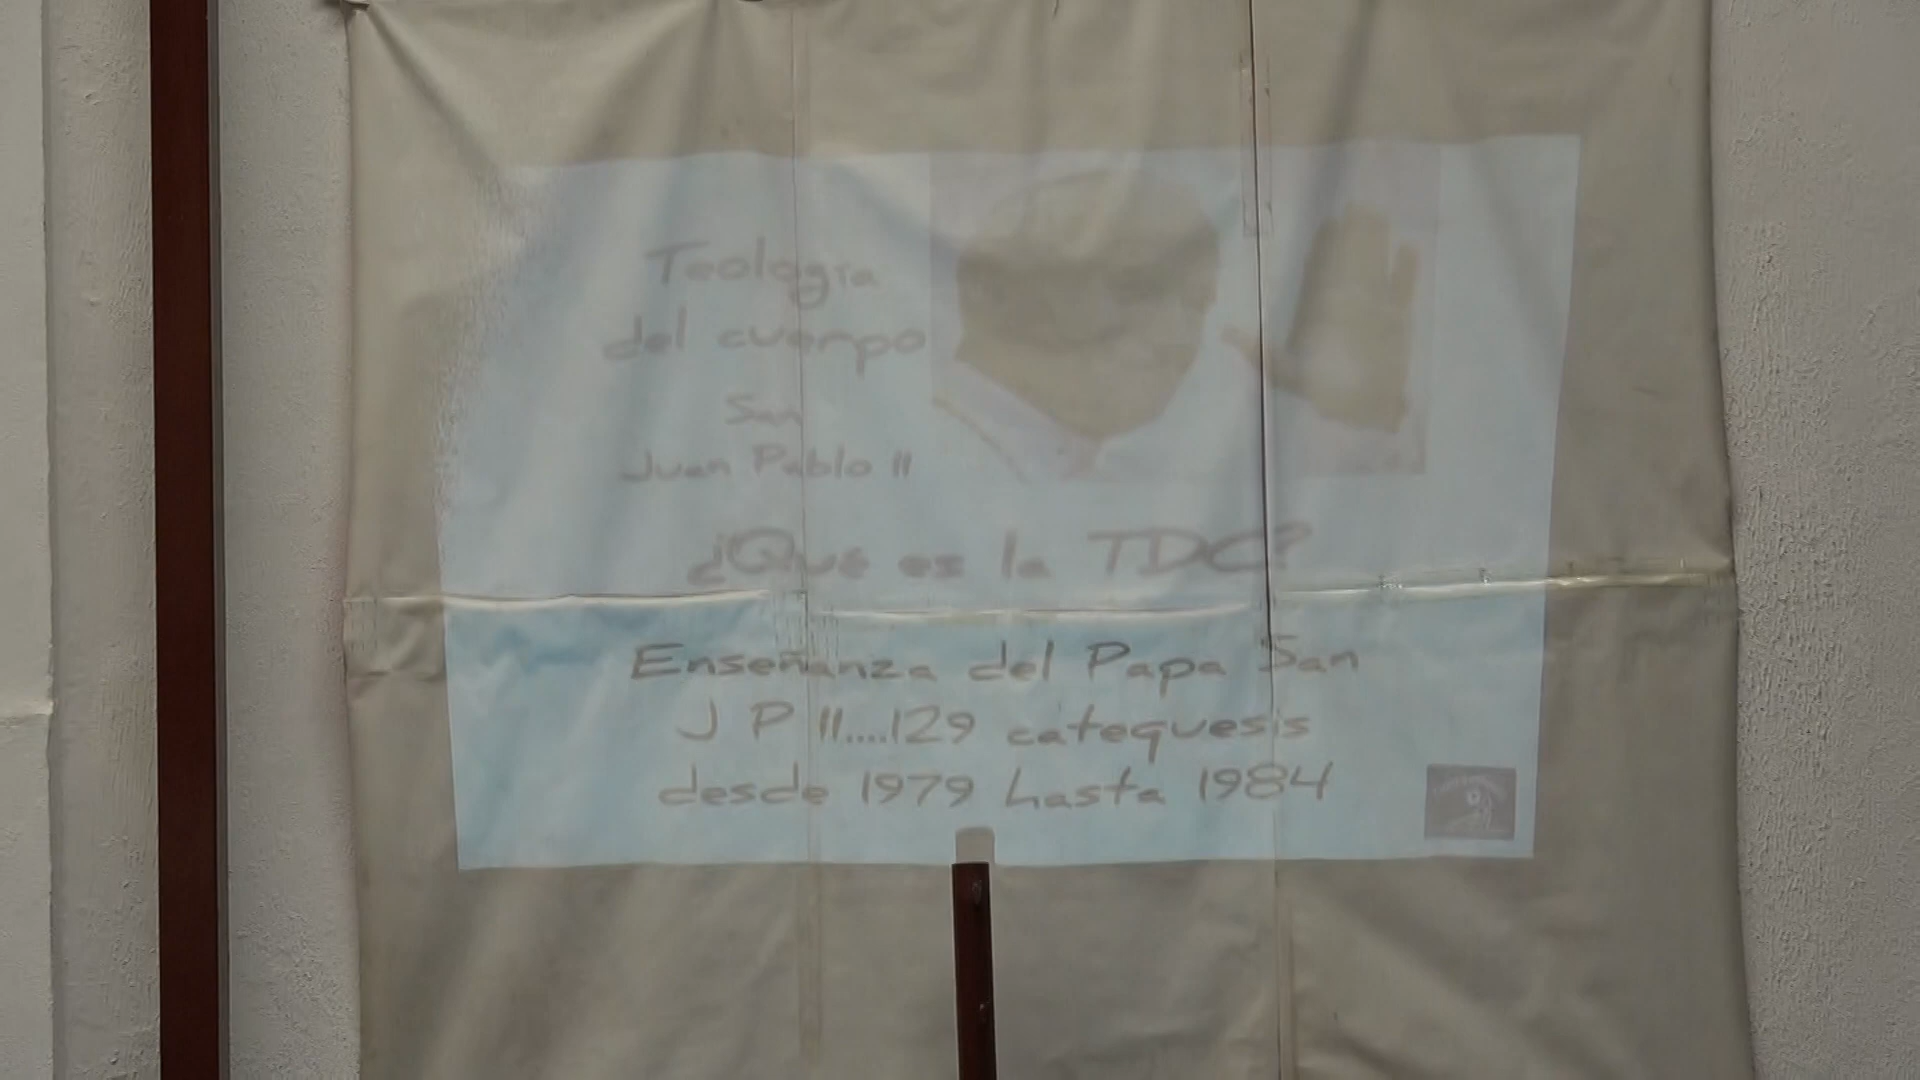 Teología
del cuerpo
San
Juan Pablo II
¿Qué es la TDC?
Enseñanza del Papa San
J P II....129 catequesis
desde 1979 hasta 1984